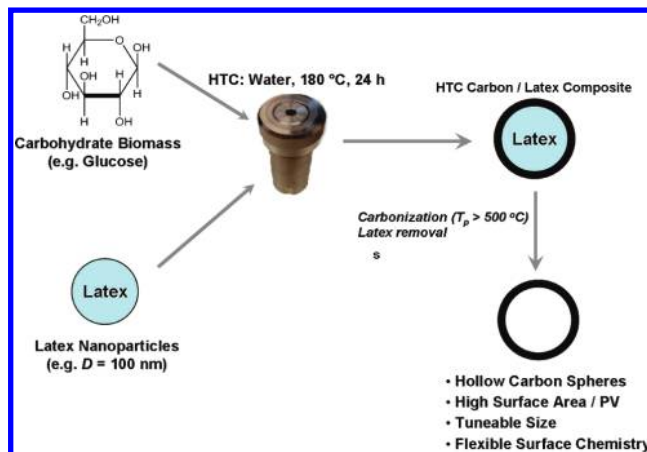 CH₂OH
O
H
H
OH
H
OH
H
OH
H
OH
Carbohydrate Biomass
(e.g. Glucose)
HTC: Water, 180 ºC, 24 h
HTC Carbon / Latex Composite
Latex
Carbonization (Tp > 500 ºC)
Latex removal
s
Latex
Latex Nanoparticles
(e.g. D = 100 nm)
• Hollow Carbon Spheres
• High Surface Area / PV
• Tuneable Size
• Flexible Surface Chemistry